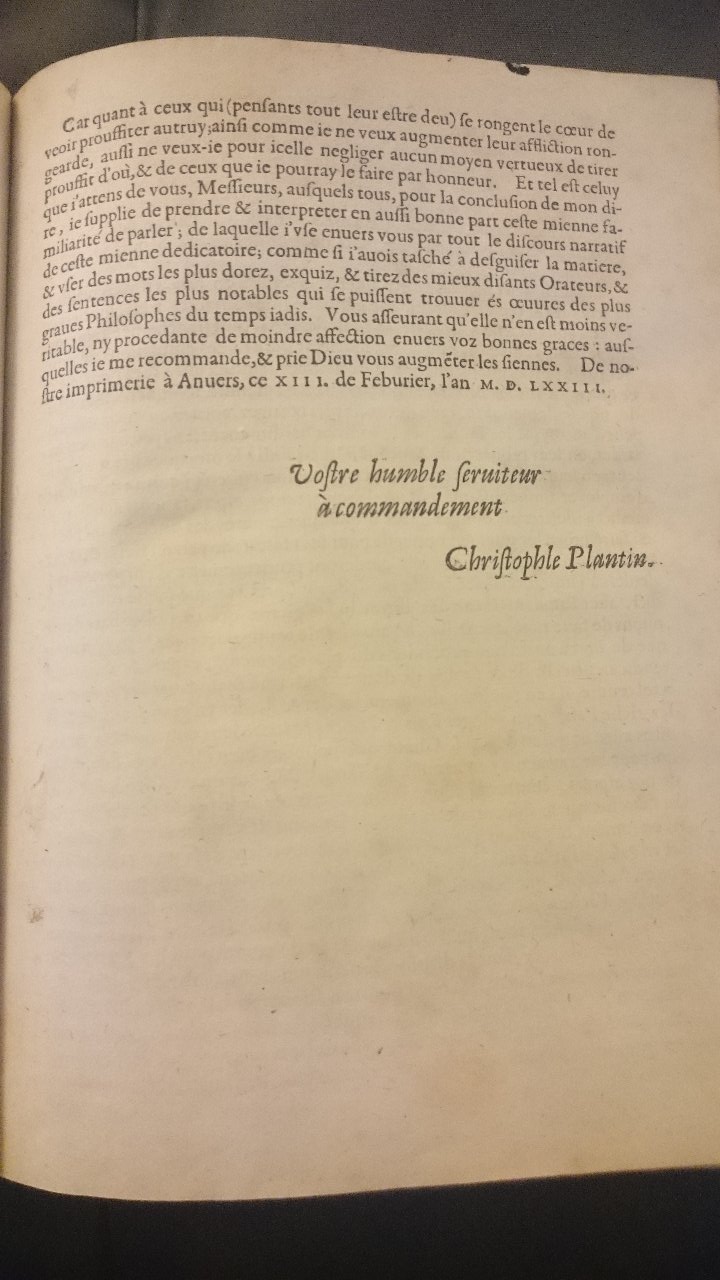 Car quant à ceux qui (penſants tout leur eſtre deu) ſe rongent le cœur de
veoir prouffiter autruy; ainſi comme ie ne veux augmenter leur affliction ron-
gearde, auſſi ne veux-ie pour icelle negliger aucun moyen vertueux de tirer
prouffit d'où, & de ceux que ie pourray le faire par honneur. Et tel eſt celuy
que i'attens de vous, Meſſieurs, auſquels tous, pour la concluſion de mon di-
re, ie ſupplie de prendre & interpreter en auſſi bonne part ceſte mienne fa-
miliarité de parler; de laquelle i'vſe enuers vous par tout le diſcours narratif
de ceſte mienne dedicatoire; comme ſi i'auois taſché à deſguiſer la matiere,
& vſer des mots les plus dorez, exquiz, & tirez des mieux diſants Orateurs, &
des ſentences les plus notables qui ſe puiſſent trouuer és œuures des plus
graues Philoſophes du temps iadis. Vous aſſeurant qu'elle n'en eſt moins ve-
ritable, ny procedante de moindre affection enuers voz bonnes graces : auſ-
quelles ie me recommande, & prie Dieu vous augmẽter les ſiennes. De no-
ſtre imprimerie à Anuers, ce XIII. de Feburier, l'an M. D. LXXIII.
Voſtre humble ſeruiteur
à commandement
Chriſtophle Plantin.